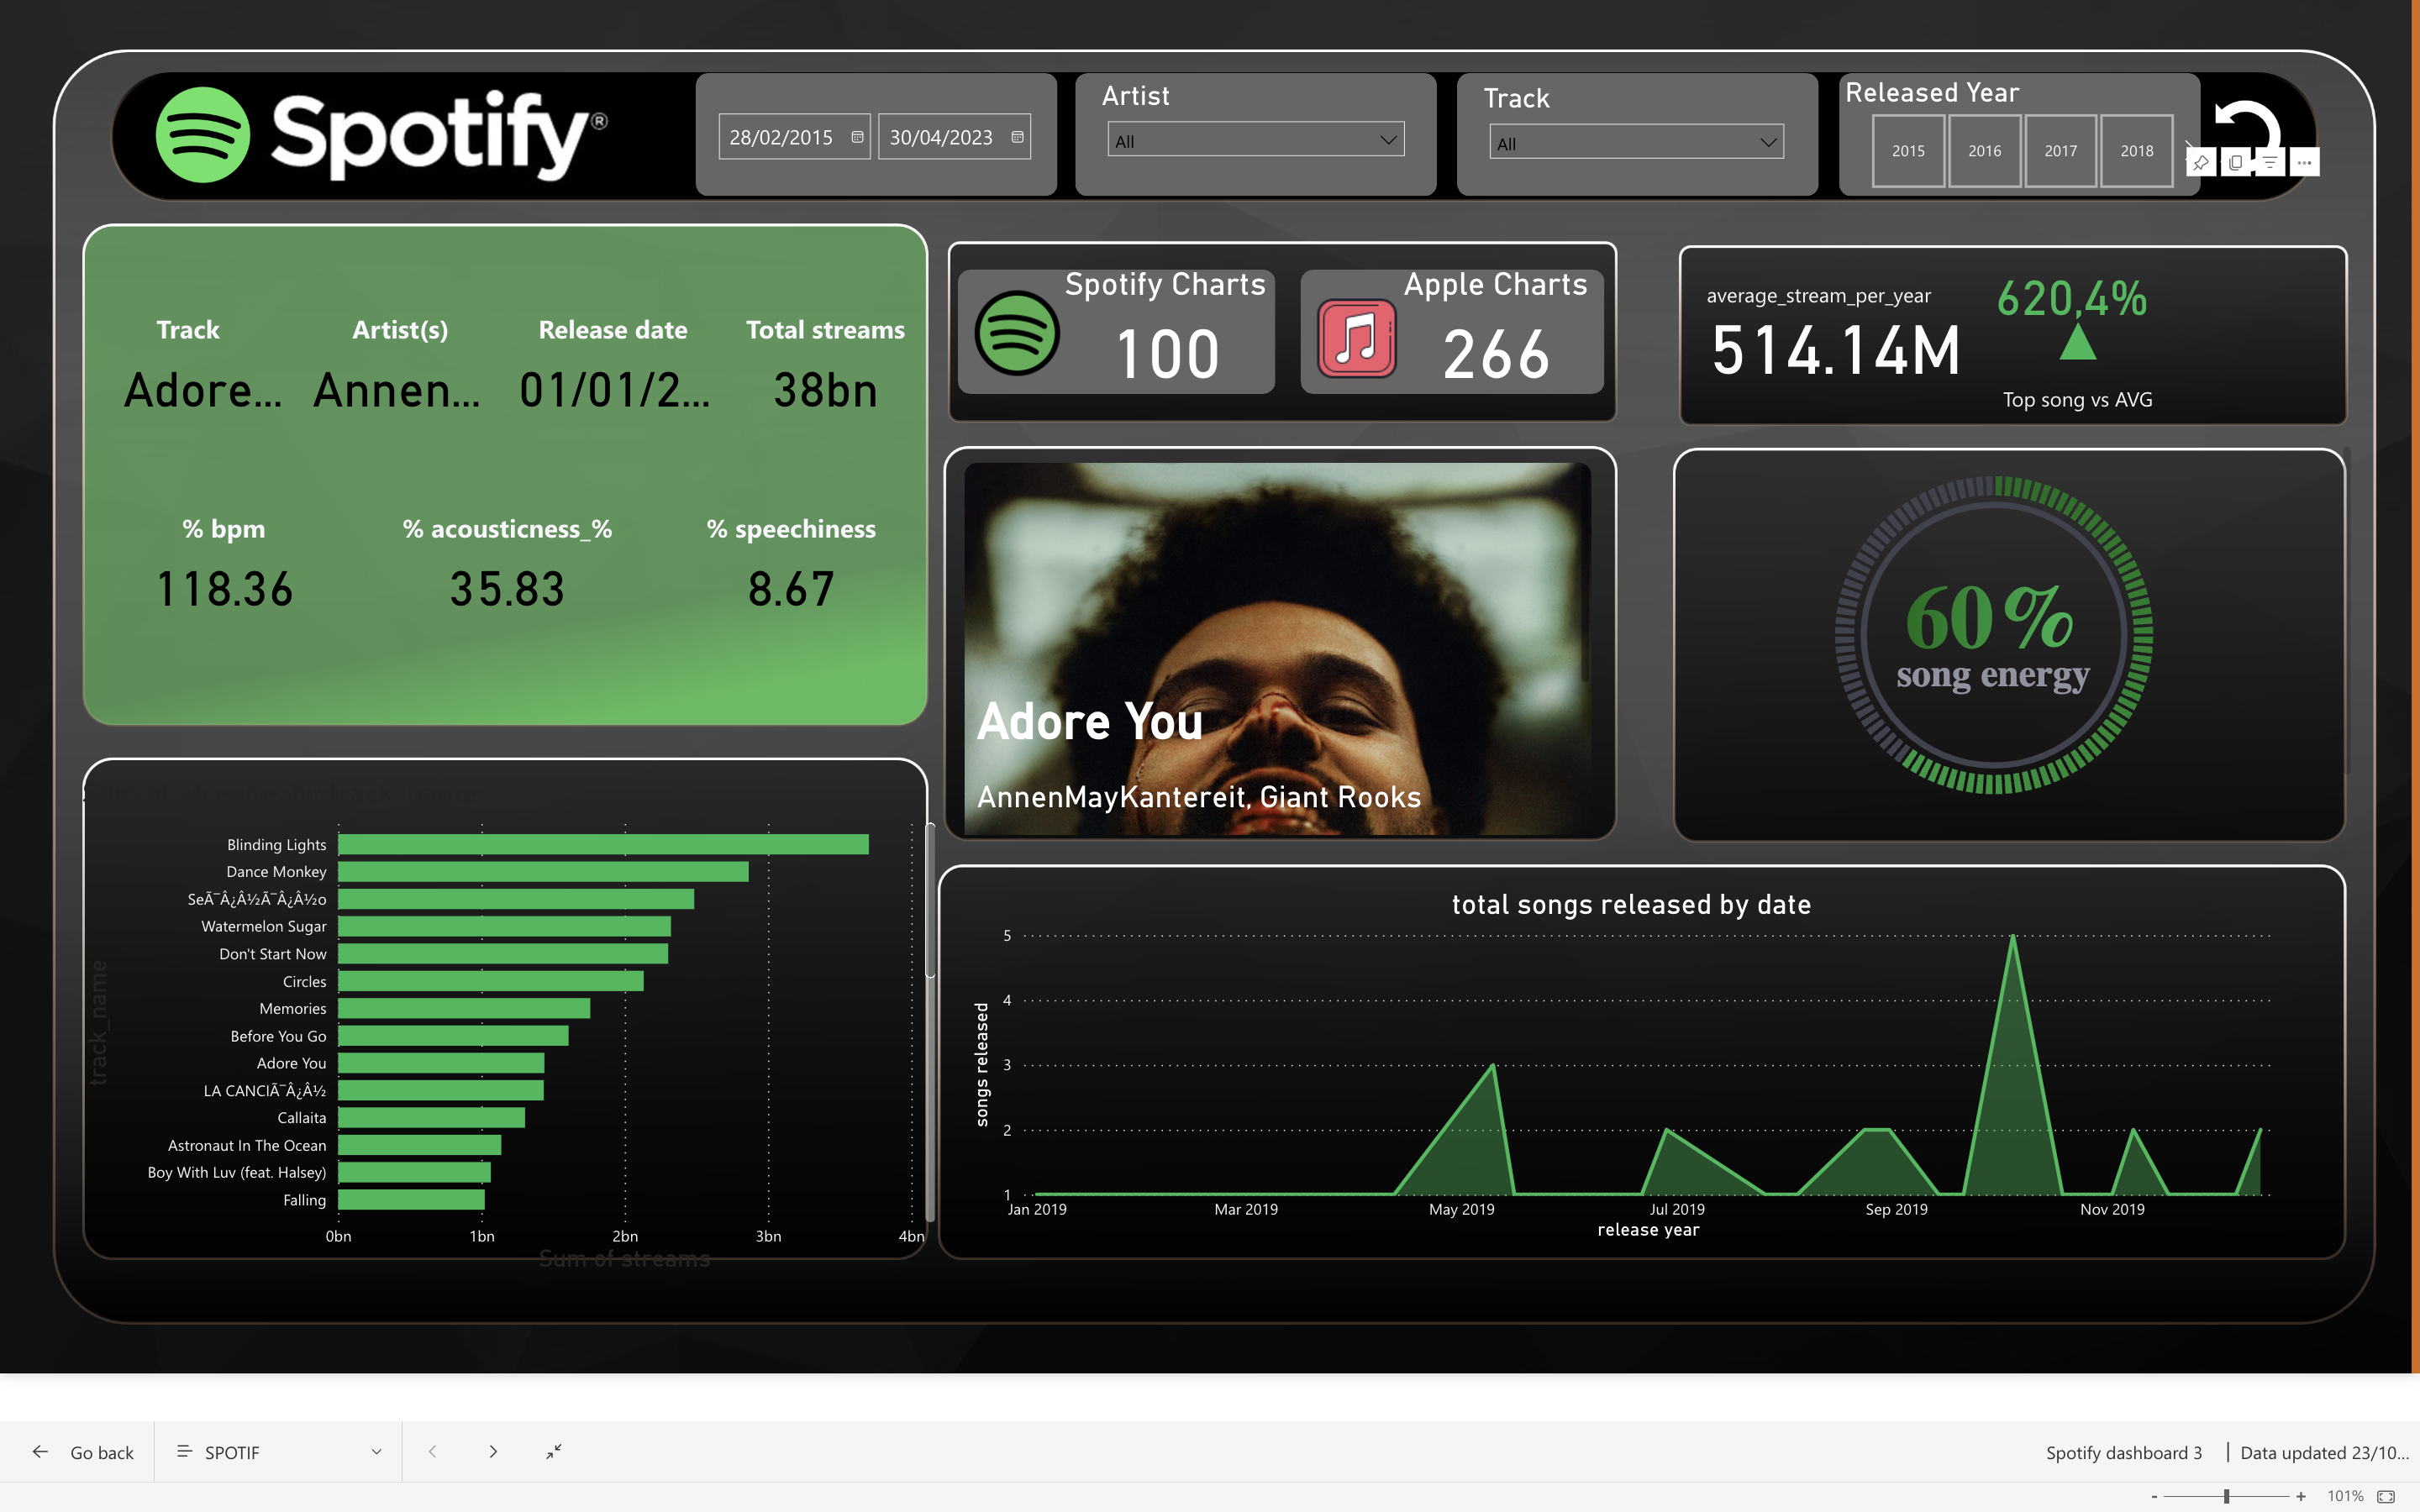 Spotify®
28/02/2015
30/04/2023
Artist
All
Track
All
Released Year
2015
2016
2017
2018
Track
Artist(s)
Release date
Total streams
Adore...
Annen...
01/01/2...
38bn
% bpm
% acousticness_%
% speechiness
118.36
35.83
8.67
Spotify Charts
100
Apple Charts
266
average_stream_per_year
514.14M
620,4%
Top song vs AVG
Adore You
AnnenMayKantereit, Giant Rooks
60%
song energy
Sum of streams by track_name
track_name
Blinding Lights
Dance Monkey
SeÃ¯Â¿Â½Ã¯Â¿Â½o
Watermelon Sugar
Don't Start Now
Circles
Memories
Before You Go
Adore You
LA CANCIÃ¯Â¿Â½
Callaita
Astronaut In The Ocean
Boy With Luv (feat. Halsey)
Falling
0bn
1bn
2bn
3bn
4bn
Sum of streams
total songs released by date
songs released
5
4
3
2
1
Jan 2019
Mar 2019
May 2019
Jul 2019
Sep 2019
Nov 2019
release year
Go back
SPOTIF
Spotify dashboard 3
| Data updated 23/10...
- + 101%